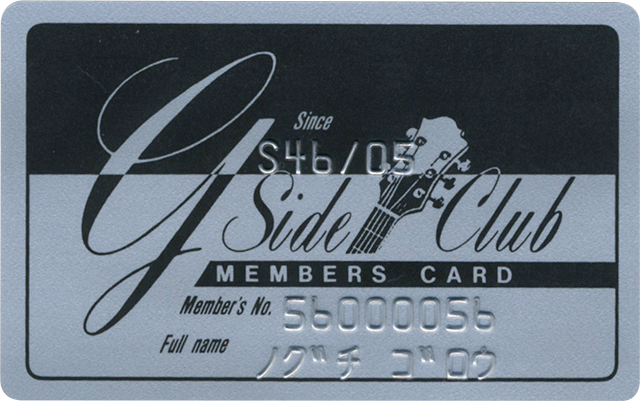 Since
S46/05
G Side Club
MEMBERS CARD
Member's No. 56000056
Full name ノグチ ゴロウ